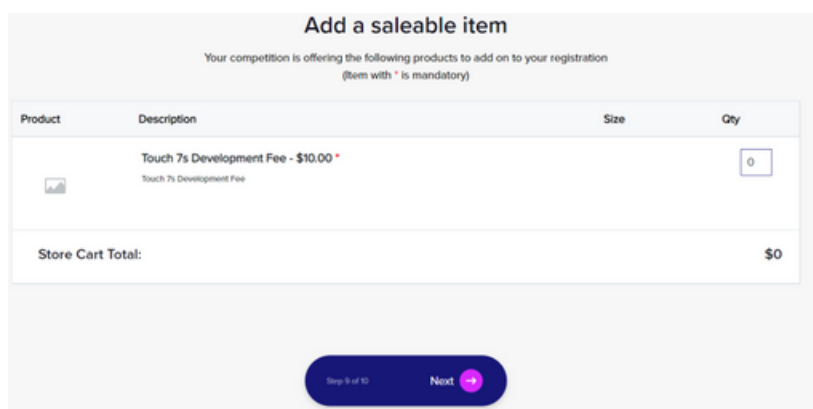 Add a saleable item
Your competition is offering the following products to add on to your registration
(Item with * is mandatory)
Product Description Size Qty
Touch 7s Development Fee - $10.00 *
0
Touch 7s Development Fee
Store Cart Total: $0
Step 9 of 10 Next